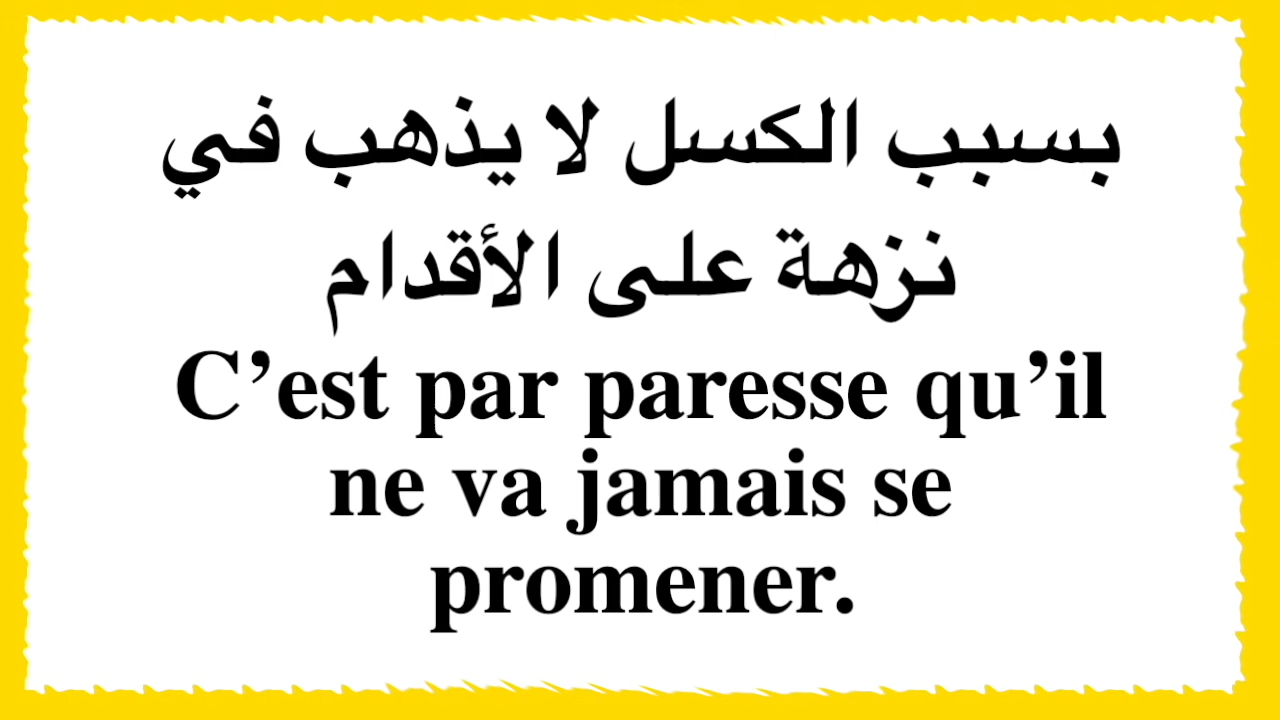 بسبب الكسل لا يذهب في
نزهة على الأقدام
C’est par paresse qu’il
ne va jamais se
promener.